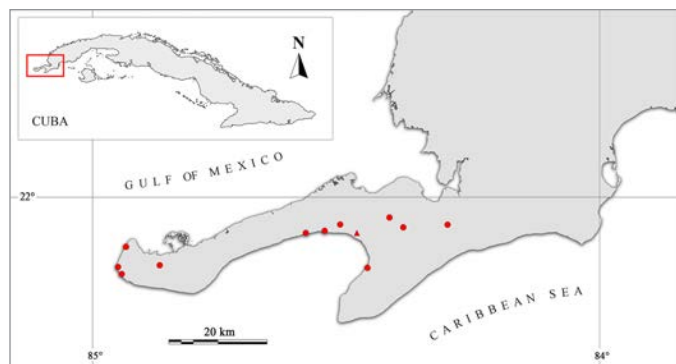 N
CUBA
GULF OF MEXICO
22°
CARIBBEAN SEA
20 km
85°
84°